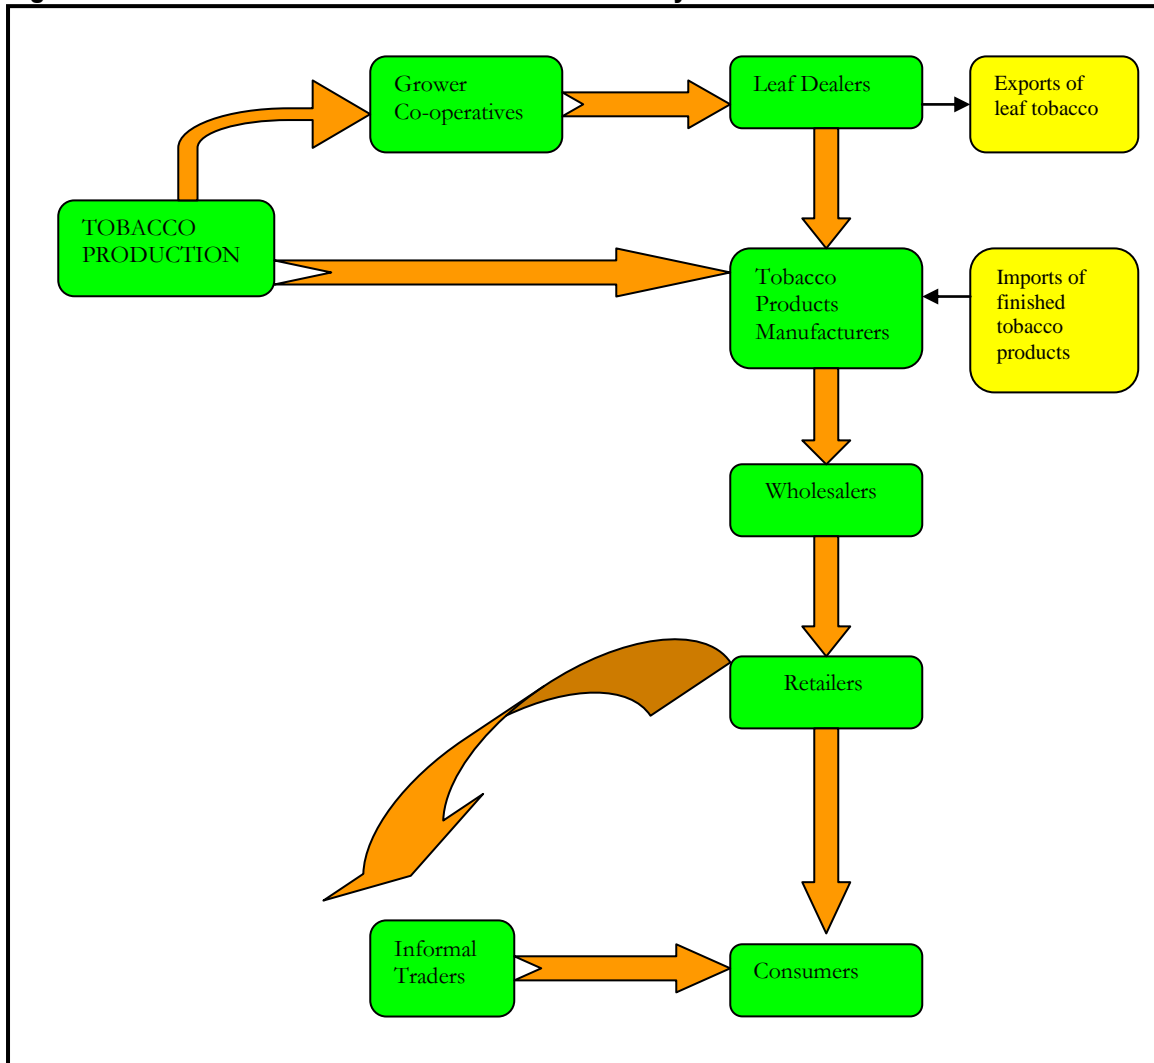 Grower
Co-operatives
Leaf Dealers
Exports of
leaf tobacco
TOBACCO
PRODUCTION
Tobacco
Products
Manufacturers
Imports of
finished
tobacco
products
Wholesalers
Retailers
Informal
Traders
Consumers